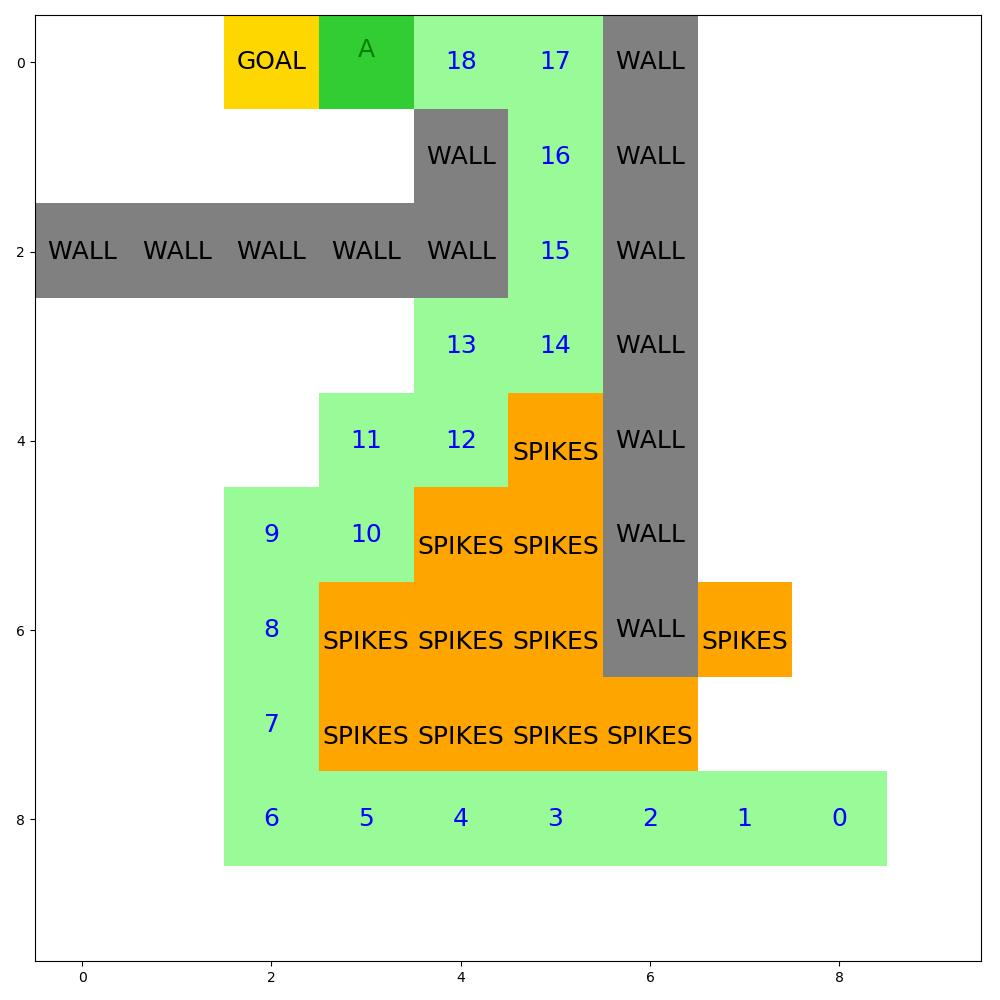 0 GOAL A 18 17 WALL
WALL 16 WALL
2 WALL WALL WALL WALL WALL 15 WALL
13 14 WALL
4 11 12 SPIKES WALL
9 10 SPIKES SPIKES WALL
6 8 SPIKES SPIKES SPIKES WALL SPIKES
7 SPIKES SPIKES SPIKES SPIKES
8 6 5 4 3 2 1 0
0 2 4 6 8